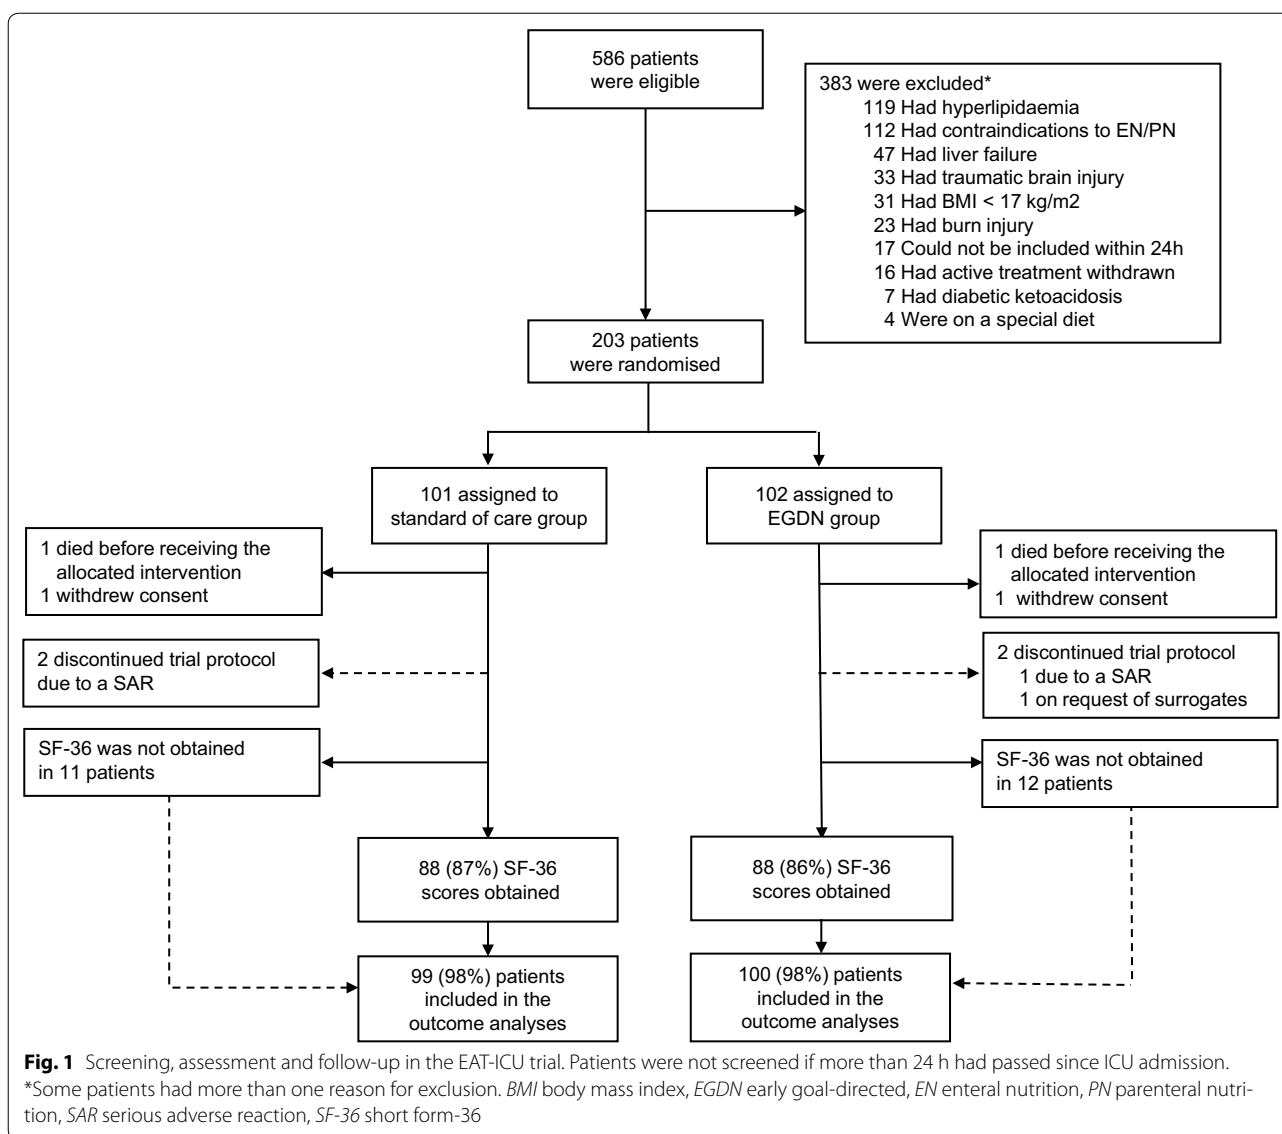 586 patients
were eligible
383 were excluded*
119 Had hyperlipidaemia
112 Had contraindications to EN/PN
47 Had liver failure
33 Had traumatic brain injury
31 Had BMI < 17 kg/m2
23 Had burn injury
17 Could not be included within 24h
16 Had active treatment withdrawn
7 Had diabetic ketoacidosis
4 Were on a special diet
203 patients
were randomised
101 assigned to
standard of care group
102 assigned to
EGDN group
1 died before receiving the
allocated intervention
1 withdrew consent
1 died before receiving the
allocated intervention
1 withdrew consent
2 discontinued trial protocol
due to a SAR
2 discontinued trial protocol
1 due to a SAR
1 on request of surrogates
SF-36 was not obtained
in 11 patients
SF-36 was not obtained
in 12 patients
88 (87%) SF-36
scores obtained
88 (86%) SF-36
scores obtained
99 (98%) patients
included in the
outcome analyses
100 (98%) patients
included in the
outcome analyses
Fig. 1 Screening, assessment and follow-up in the EAT-ICU trial. Patients were not screened if more than 24 h had passed since ICU admission.
*Some patients had more than one reason for exclusion. BMI body mass index, EGDN early goal-directed, EN enteral nutrition, PN parenteral nutri-
tion, SAR serious adverse reaction, SF-36 short form-36